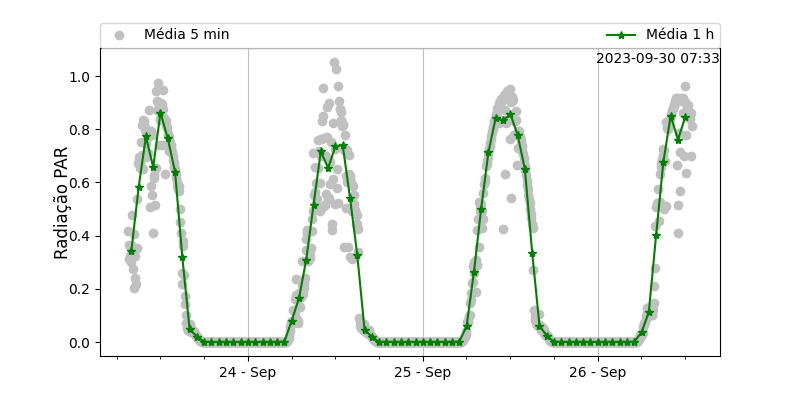 Média 5 min
Média 1 h
2023-09-30 07:33
Radiação PAR
1.0
0.8
0.6
0.4
0.2
0.0
24 - Sep
25 - Sep
26 - Sep